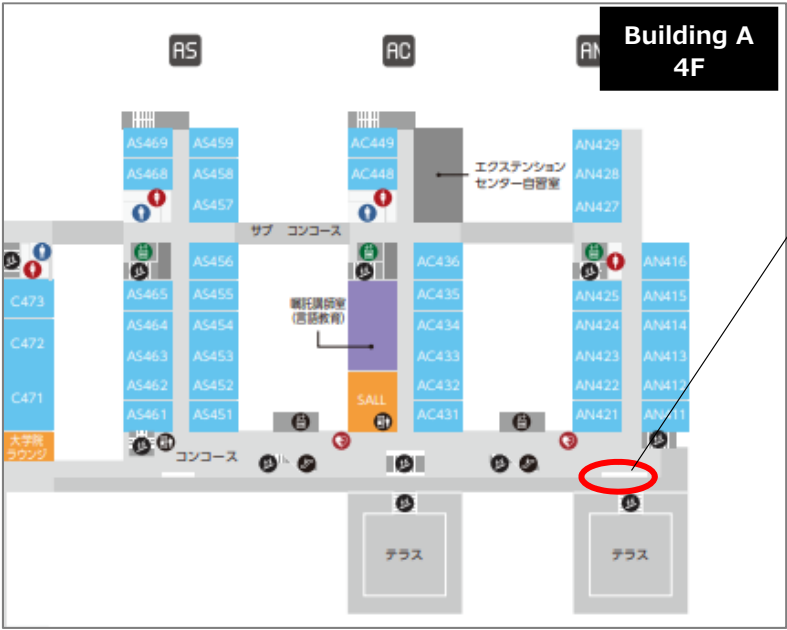 AS
AC
AN
Building A
4F
AS469
AS459
AC449
AN429
AS468
AS458
AC448
エクステンション
センター自習室
AN428
AS457
AN427
サブ コンコース
AS456
AC436
AN416
C473
AS465
AS455
嘱託講師室
(言語教育)
AC435
AN425
AN415
AS464
AS454
AC434
AN424
AN414
C472
AS463
AS453
AC433
AN423
AN413
AS462
AS452
AC432
AN422
AN412
C471
SALL
AS461
AS451
AC431
AN421
AN411
大学院
ラウンジ
コンコース
テラス
テラス